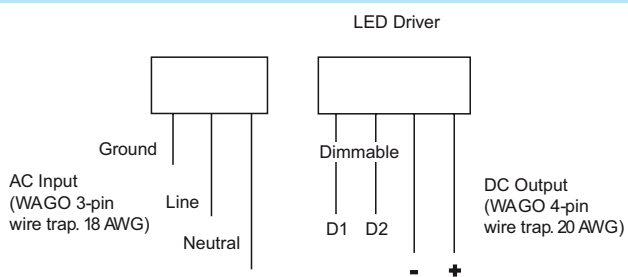 LED Driver
Ground
Line
Neutral
AC Input
(WAGO 3-pin
wire trap. 18 AWG)
Dimmable
D1 D2
- +
DC Output
(WAGO 4-pin
wire trap. 20 AWG)